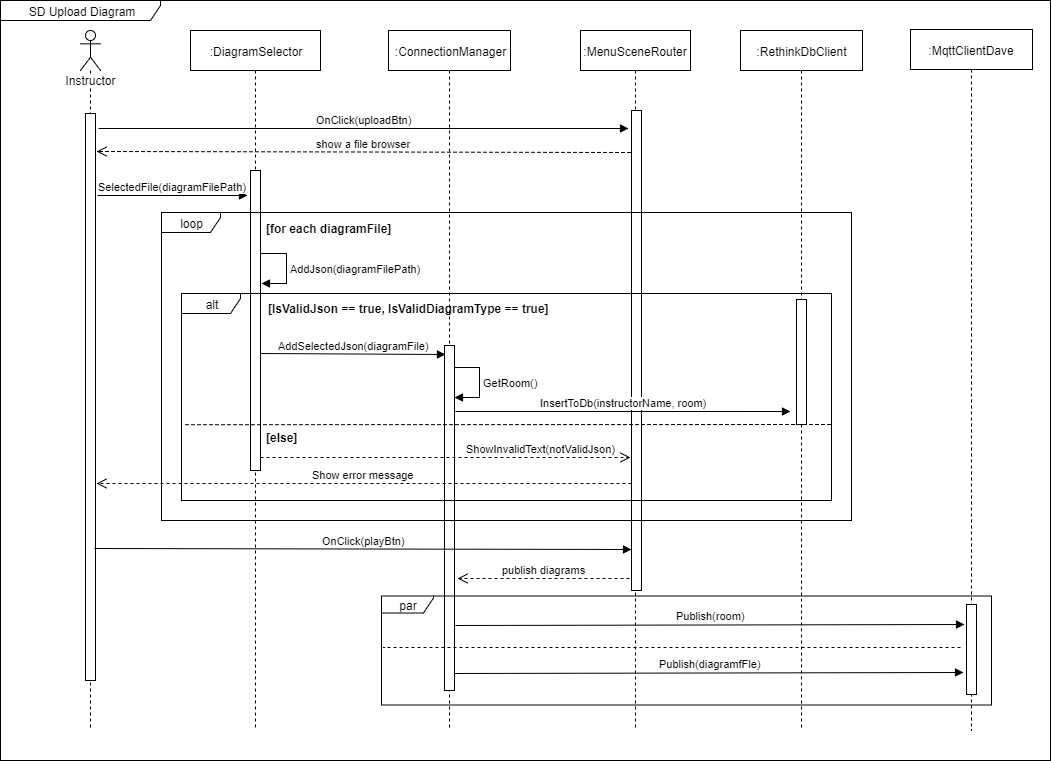 SD Upload Diagram
Instructor
:DiagramSelector
:ConnectionManager
:MenuSceneRouter
:RethinkDbClient
:MqttClientDave
OnClick(uploadBtn)
show a file browser
SelectedFile(diagramFilePath)
loop
[for each diagramFile]
AddJson(diagramFilePath)
alt
[IsValidJson == true, IsValidDiagramType == true]
AddSelectedJson(diagramFile)
GetRoom()
InsertToDb(instructorName, room)
[else]
ShowInvalidText(notValidJson)
Show error message
OnClick(playBtn)
publish diagrams
par
Publish(room)
Publish(diagramfFle)